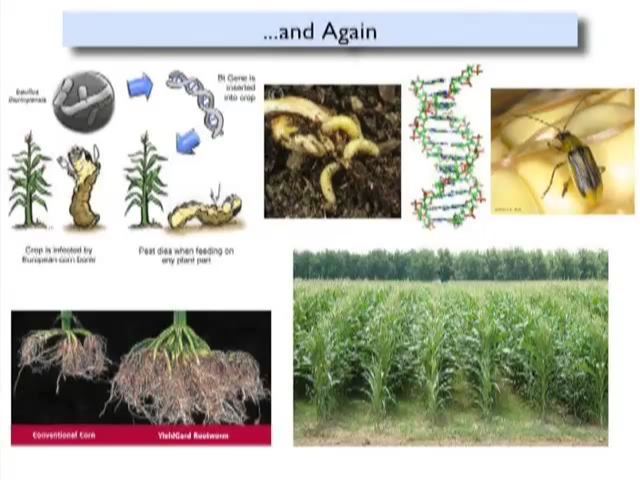 ...and Again
Bacillus
thuringiensis
Bt Gene is
inserted
into crop
Crop is infected by
European corn borer
Pest dies when feeding on
any plant part
Conventional Corn
YieldGard Rootworm